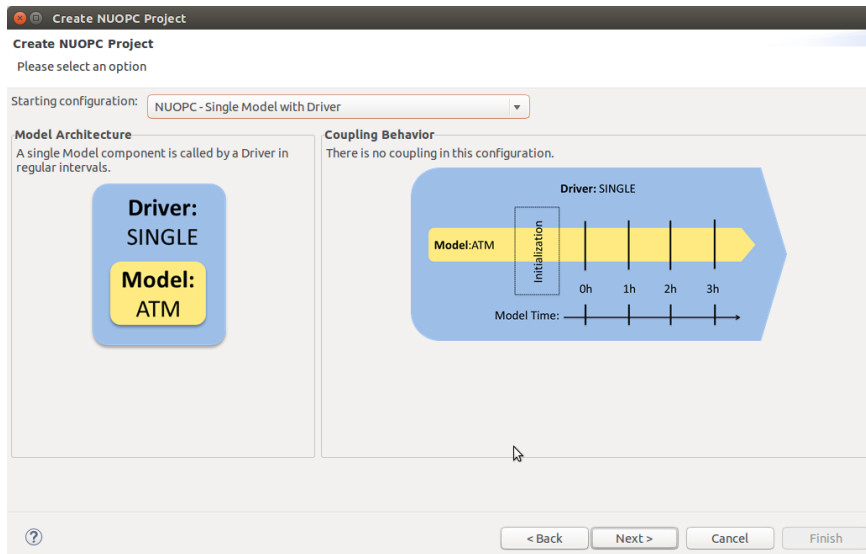 Create NUOPC Project
Create NUOPC Project
Please select an option
Starting configuration:
NUOPC - Single Model with Driver
Model Architecture
A single Model component is called by a Driver in
regular intervals.
Driver:
SINGLE
Model:
ATM
Coupling Behavior
There is no coupling in this configuration.
Driver: SINGLE
Model:ATM
Initialization
0h 1h 2h 3h
Model Time:
?
< Back Next > Cancel Finish